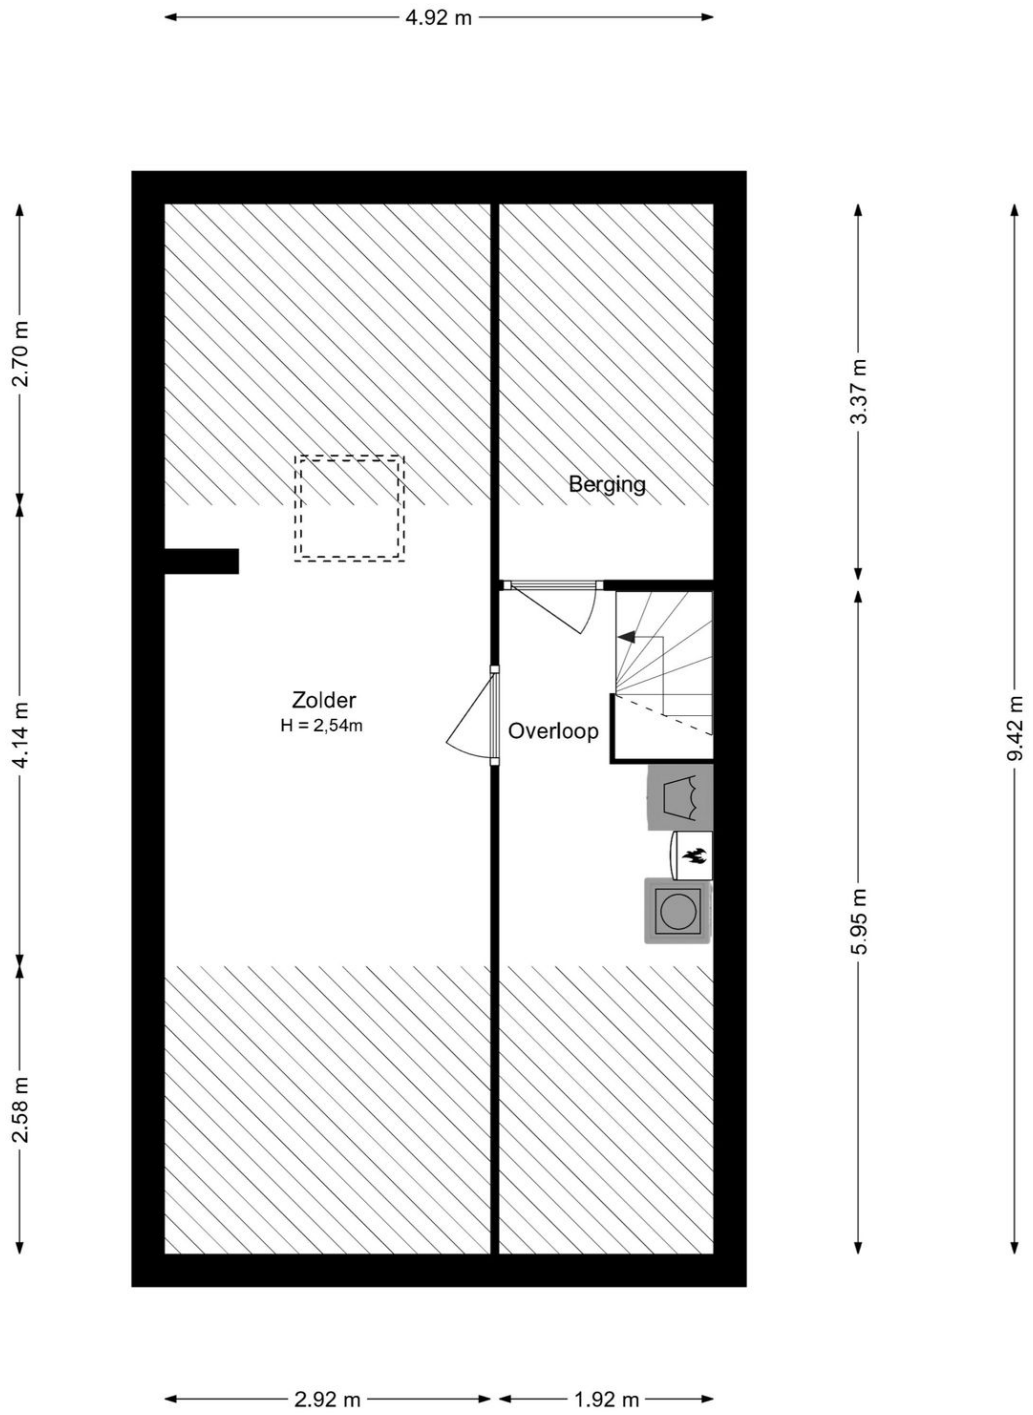 4.92 m
2.70 m
3.37 m
Berging
Zolder
H = 2,54m
Overloop
4.14 m
9.42 m
5.95 m
2.58 m
2.92 m
1.92 m